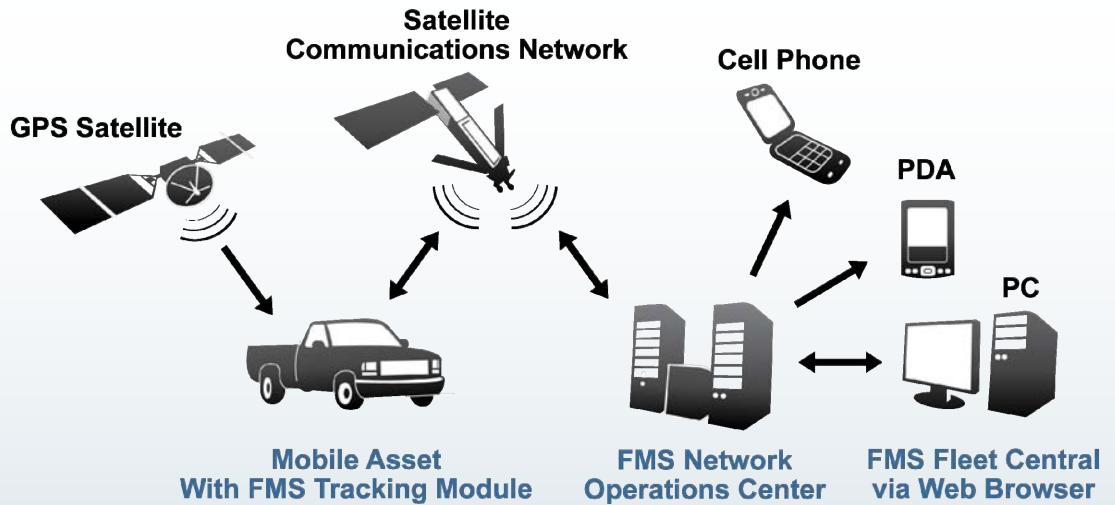 Satellite
Communications Network
GPS Satellite
Cell Phone
PDA
PC
Mobile Asset
With FMS Tracking Module
FMS Network
Operations Center
FMS Fleet Central
via Web Browser